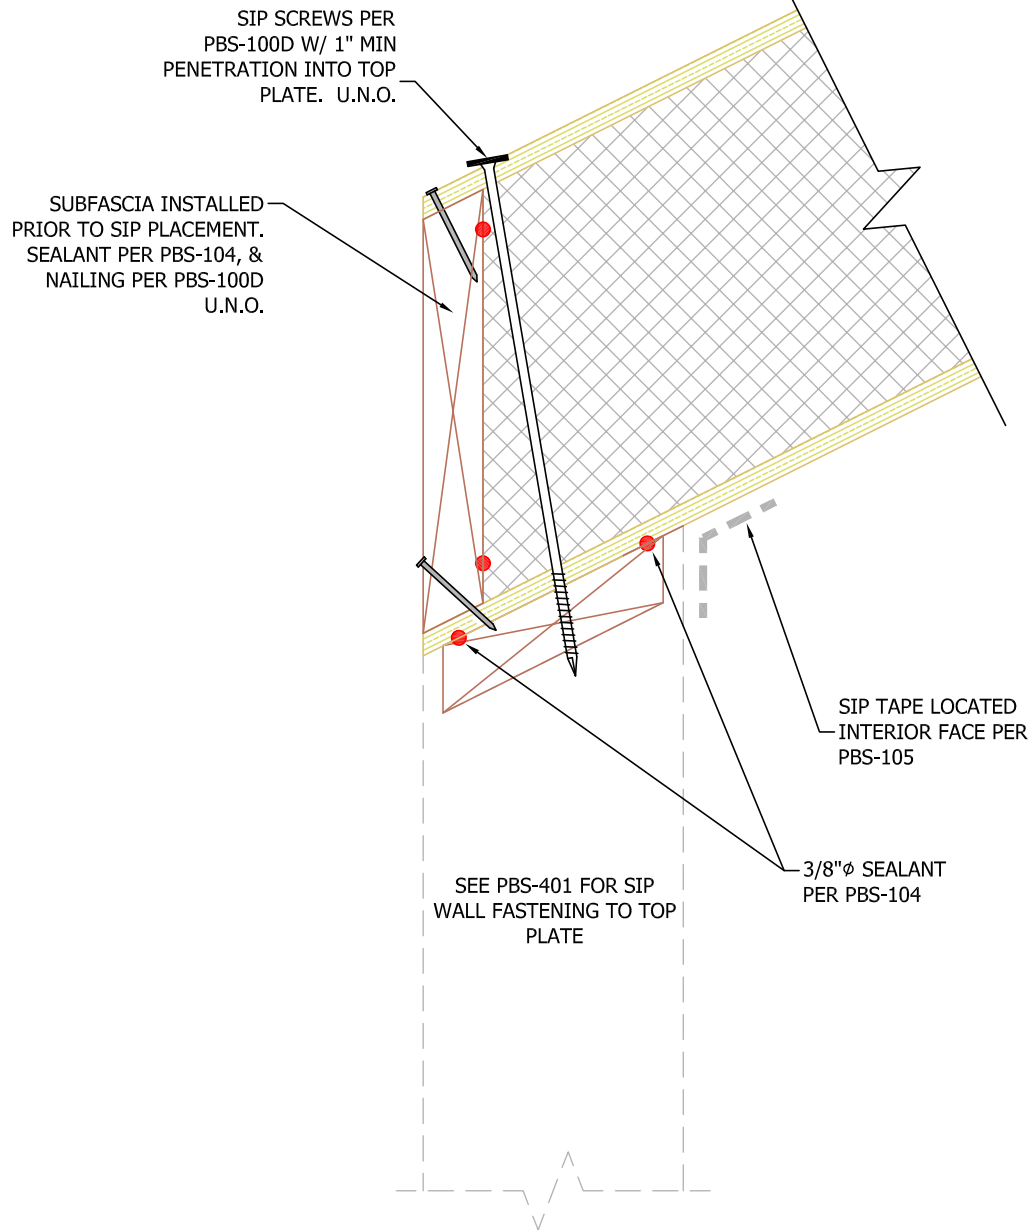 SIP SCREWS PER
PBS-100D W/ 1" MIN
PENETRATION INTO TOP
PLATE. U.N.O.
SUBFASCIA INSTALLED
PRIOR TO SIP PLACEMENT.
SEALANT PER PBS-104, &
NAILING PER PBS-100D
U.N.O.
SIP TAPE LOCATED
INTERIOR FACE PER
PBS-105
3/8"⌀ SEALANT
PER PBS-104
SEE PBS-401 FOR SIP
WALL FASTENING TO TOP
PLATE